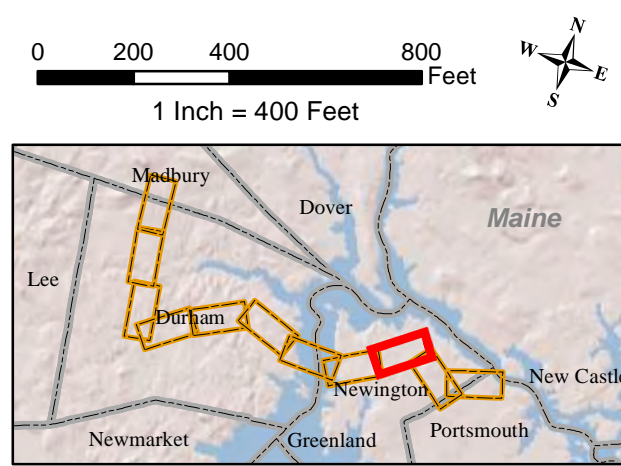 0 200 400 800
Feet
1 Inch = 400 Feet
N
W
E
S
Madbury
Dover
Maine
Lee
Durham
Newington
New Castle
Newmarket
Greenland
Portsmouth